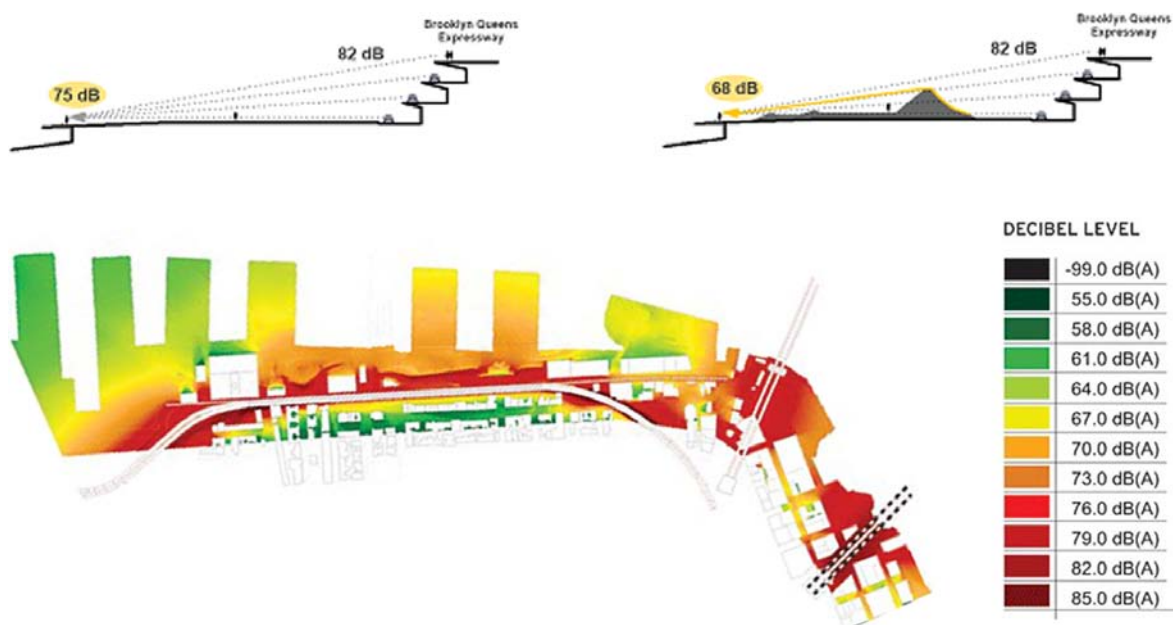 Brooklyn Queens
Expressway
82 dB
75 dB
Brooklyn Queens
Expressway
82 dB
68 dB
DECIBEL LEVEL
-99.0 dB(A)
55.0 dB(A)
58.0 dB(A)
61.0 dB(A)
64.0 dB(A)
67.0 dB(A)
70.0 dB(A)
73.0 dB(A)
76.0 dB(A)
79.0 dB(A)
82.0 dB(A)
85.0 dB(A)